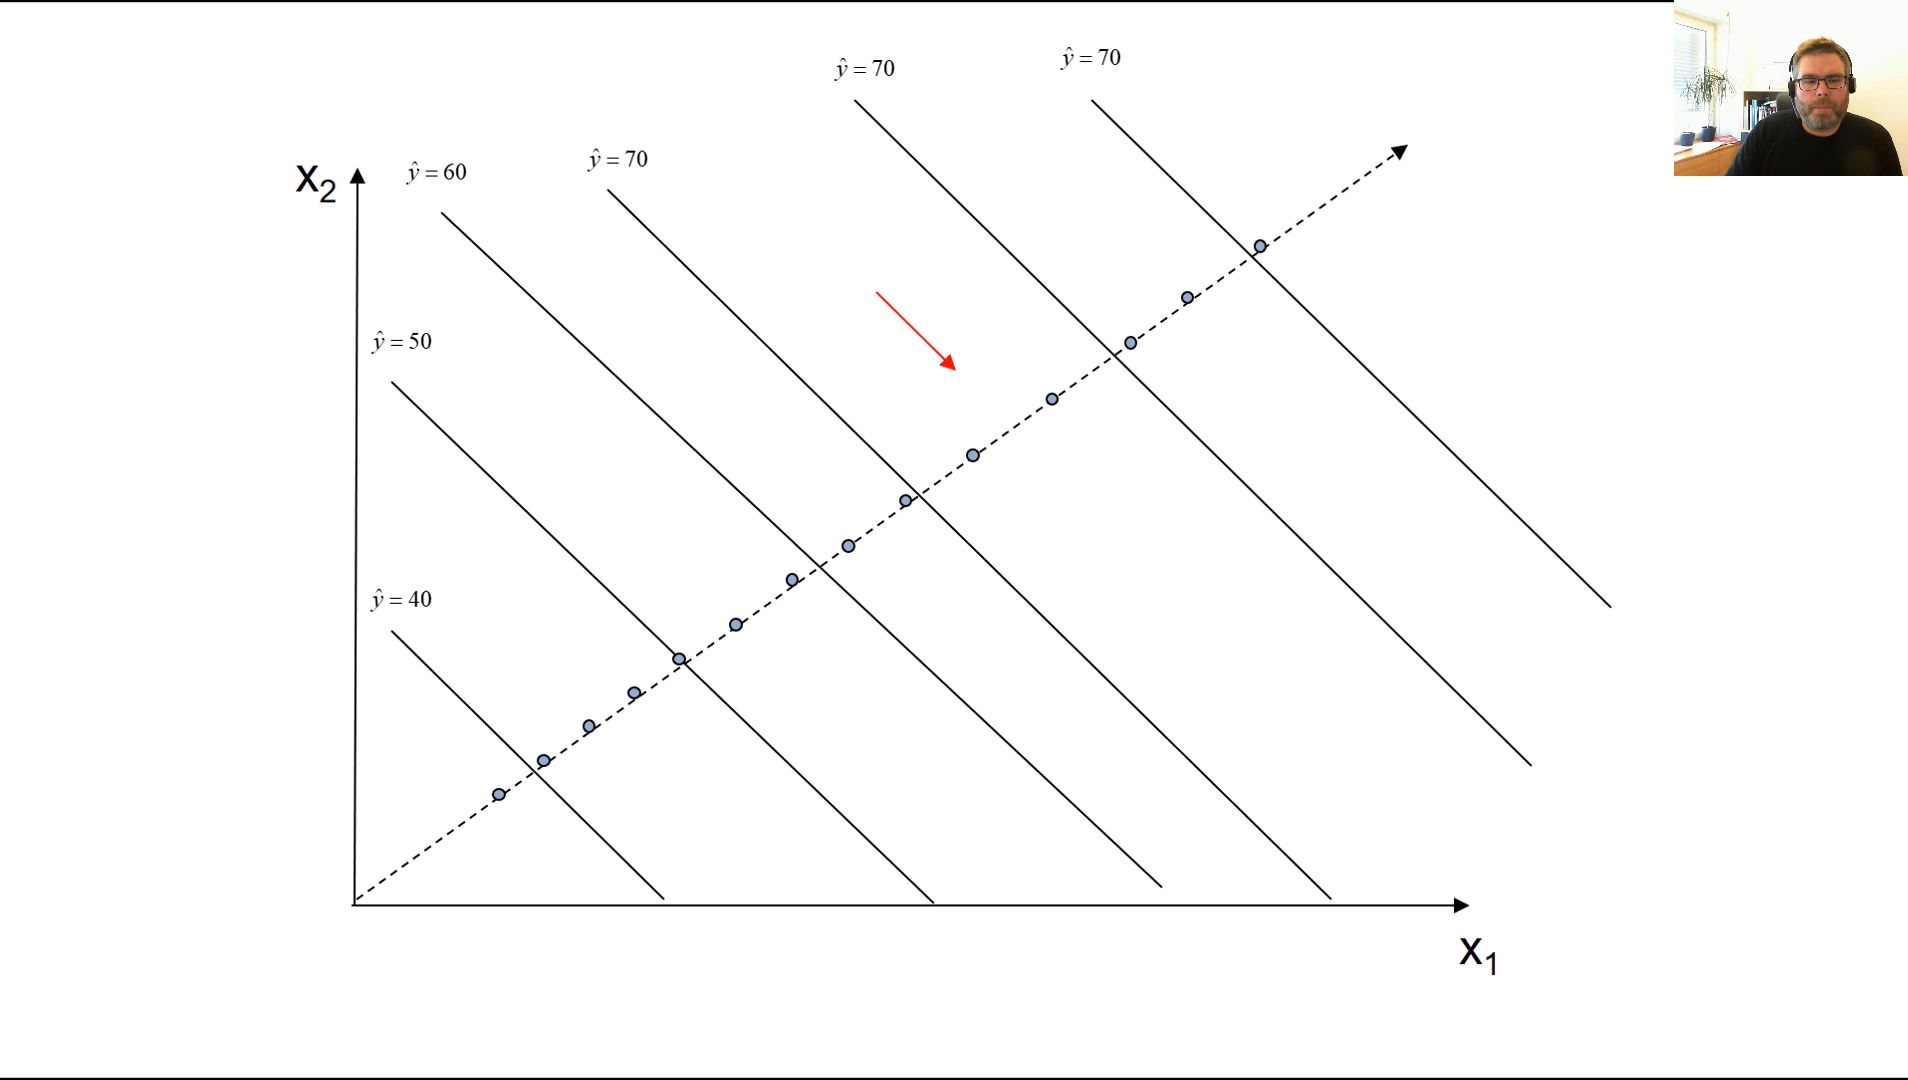 ŷ = 70
ŷ = 70
ŷ = 70
x₂
ŷ = 60
ŷ = 50
ŷ = 40
x₁